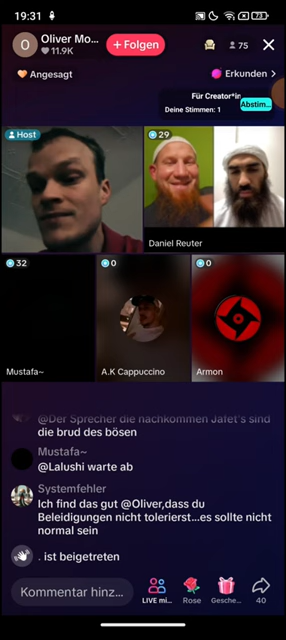 19:31
73
O
Oliver Mo...
11.9K
+ Folgen
75
Angesagt
Erkunden
Für Creator*in
Deine Stimmen: 1
Abstim...
Host
29
Daniel Reuter
32
0
0
Mustafa~
A.K Cappucino
Armon
@Der Sprecher die nachkommen Jafet's sind
die brud des bösen
Mustafa~
@Lalushi warte ab
Systemfehler
Ich find das gut @Oliver,dass du
Beleidigungen nicht tolerierst...es sollte nicht
normal sein
. ist beigetreten
Kommentar hinz...
LIVE mi...
Rose
Gesche...
40